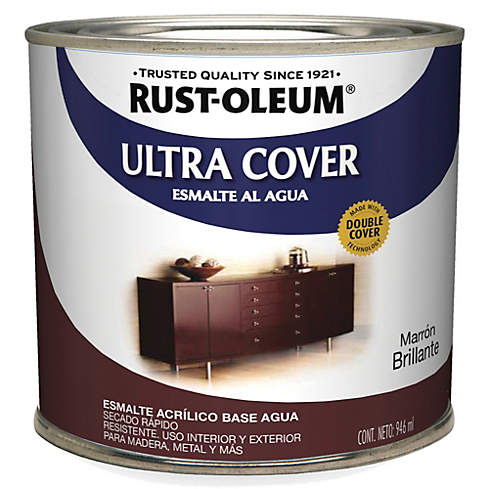 • TRUSTED QUALITY SINCE 1921 •
RUST-OLEUM®
ULTRA COVER
ESMALTE AL AGUA
MADE WITH
DOUBLE
COVER
TECHNOLOGY
Marrón
Brillante
ESMALTE ACRÍLICO BASE AGUA
SECADO RÁPIDO
RESISTENTE. USO INTERIOR Y EXTERIOR
PARA MADERA, METAL Y MÁS
CONT. NETO: 946 ml